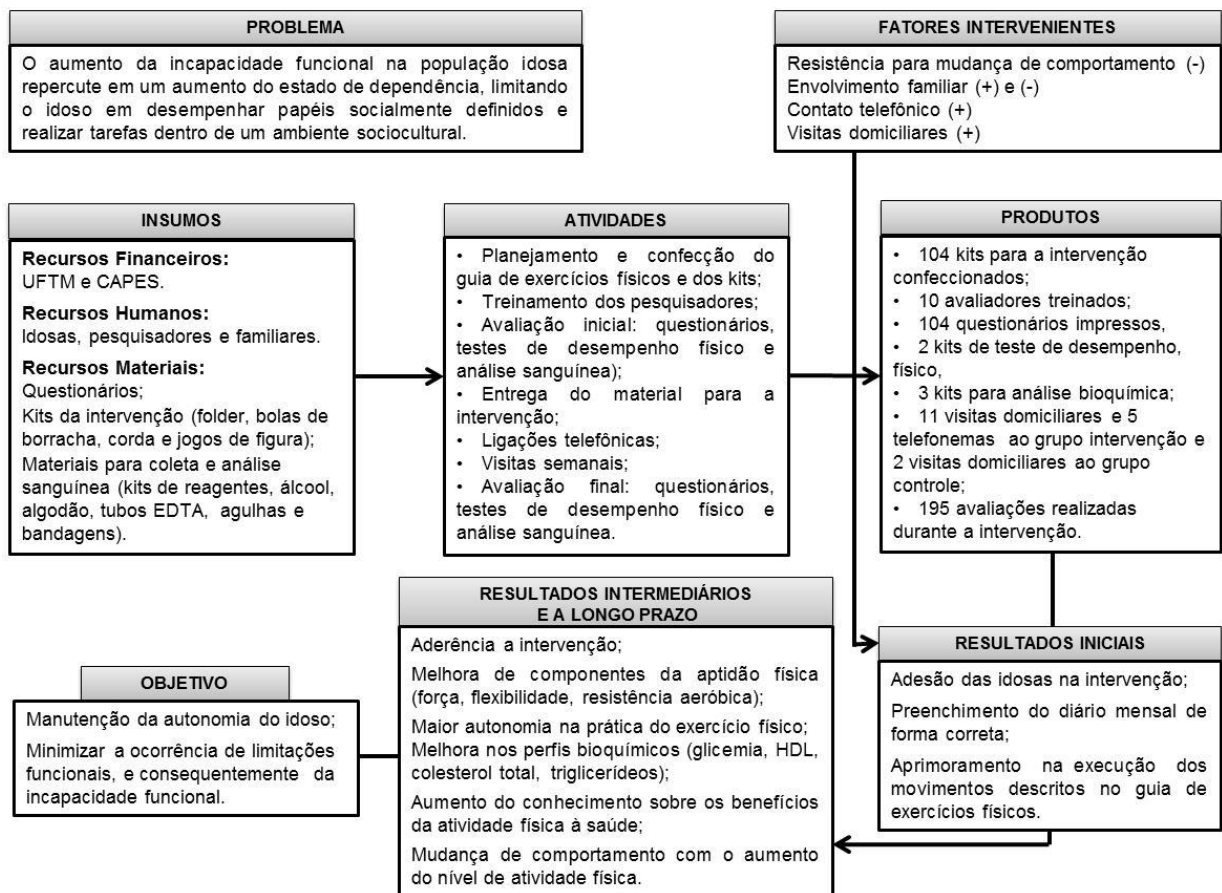 PROBLEMA
O aumento da incapacidade funcional na população idosa
repercute em um aumento do estado de dependência, limitando
o idoso em desempenhar papéis socialmente definidos e
realizar tarefas dentro de um ambiente sociocultural.
FATORES INTERVENIENTES
Resistência para mudança de comportamento (-)
Envolvimento familiar (+) e (-)
Contato telefônico (+)
Visitas domiciliares (+)
INSUMOS
Recursos Financeiros:
UFTM e CAPES.
Recursos Humanos:
Idosas, pesquisadores e familiares.
Recursos Materiais:
Questionários;
Kits da intervenção (folder, bolas de
borracha, corda e jogos de figura);
Materiais para coleta e análise
sanguínea (kits de reagentes, álcool,
algodão, tubos EDTA, agulhas e
bandagens).
ATIVIDADES
• Planejamento e confecção do
guia de exercícios físicos e dos kits;
• Treinamento dos pesquisadores;
• Avaliação inicial: questionários,
testes de desempenho físico e
análise sanguínea);
• Entrega do material para a
intervenção;
• Ligações telefônicas;
• Visitas semanais;
• Avaliação final: questionários,
testes de desempenho físico e
análise sanguínea.
PRODUTOS
• 104 kits para a intervenção
confeccionados;
• 10 avaliadores treinados;
• 104 questionários impressos,
• 2 kits de teste de desempenho,
físico,
• 3 kits para análise bioquímica;
• 11 visitas domiciliares e 5
telefonemas ao grupo intervenção e
2 visitas domiciliares ao grupo
controle;
• 195 avaliações realizadas
durante a intervenção.
RESULTADOS INICIAIS
Adesão das idosas na intervenção;
Preenchimento do diário mensal de
forma correta;
Aprimoramento na execução dos
movimentos descritos no guia de
exercícios físicos.
RESULTADOS INTERMEDIÁRIOS
E A LONGO PRAZO
Aderência a intervenção;
Melhora de componentes da aptidão física
(força, flexibilidade, resistência aeróbica);
Maior autonomia na prática do exercício físico;
Melhora nos perfis bioquímicos (glicemia, HDL,
colesterol total, triglicerídeos);
Aumento do conhecimento sobre os benefícios
da atividade física à saúde;
Mudança de comportamento com o aumento
do nível de atividade física.
OBJETIVO
Manutenção da autonomia do idoso;
Minimizar a ocorrência de limitações
funcionais, e consequentemente da
incapacidade funcional.